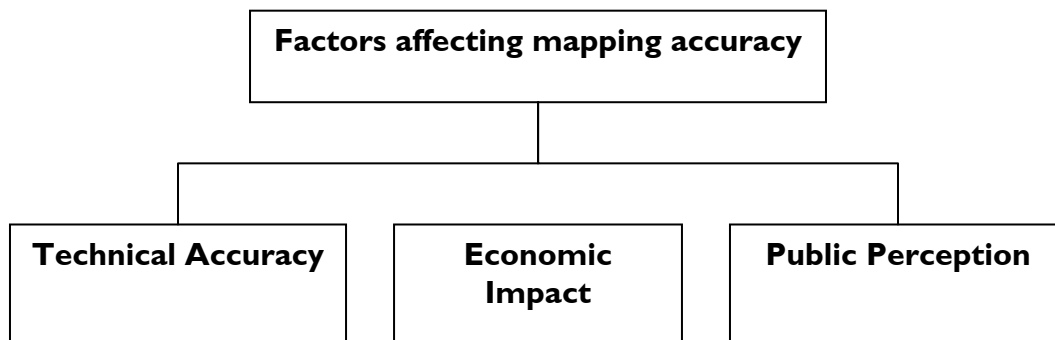 Factors affecting mapping accuracy
Technical Accuracy
Economic
Impact
Public Perception